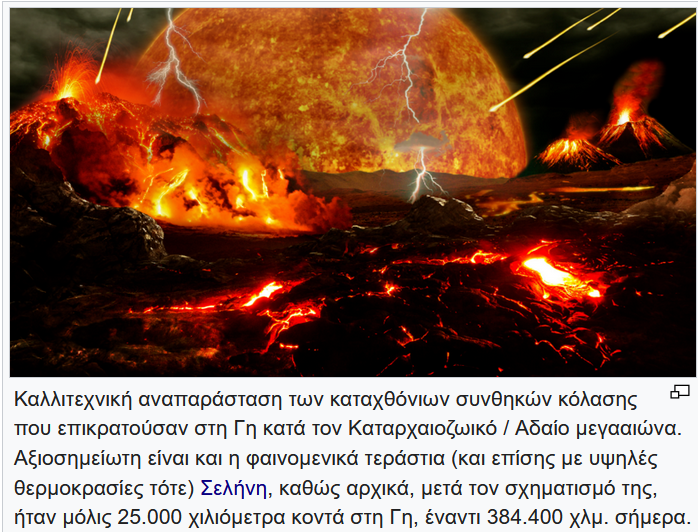 Καλλιτεχνική αναπαράσταση των καταχθόνιων συνθηκών κόλασης
που επικρατούσαν στη Γη κατά τον Καταρχαιοζωικό / Αδαίο μεγααιώνα.
Αξιοσημείωτη είναι και η φαινομενικά τεράστια (και επίσης με υψηλές
θερμοκρασίες τότε) Σελήνη, καθώς αρχικά, μετά τον σχηματισμό της,
ήταν μόλις 25.000 χιλιόμετρα κοντά στη Γη, έναντι 384.400 χλμ. σήμερα.